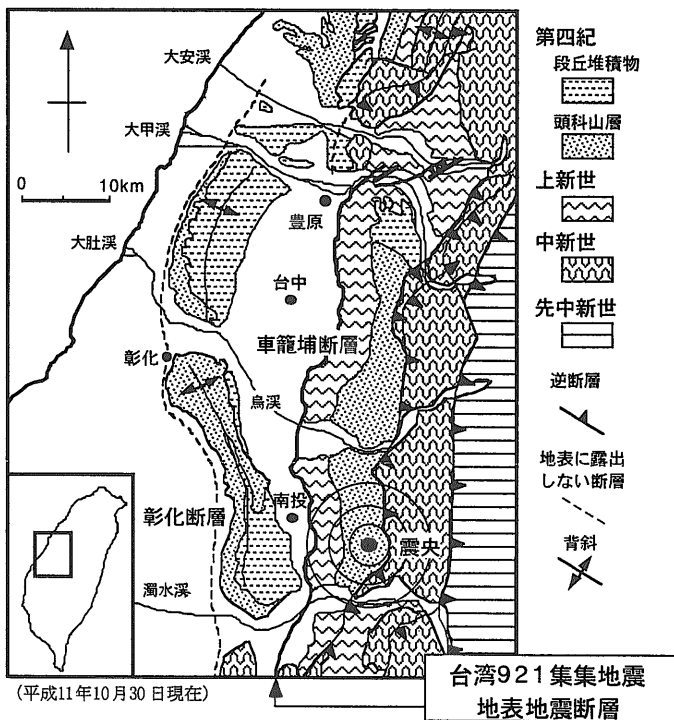 大安溪
大甲溪
0 10km
大肚溪
豊原
台中
車籠埔断層
彰化
烏溪
南投
彰化断層
震央
濁水溪
(平成11年10月30日現在)
第四紀
段丘堆積物
頭科山層
上新世
中新世
先中新世
逆断層
地表に露出
しない断層
背斜
台湾921集集地震
地表地震断層